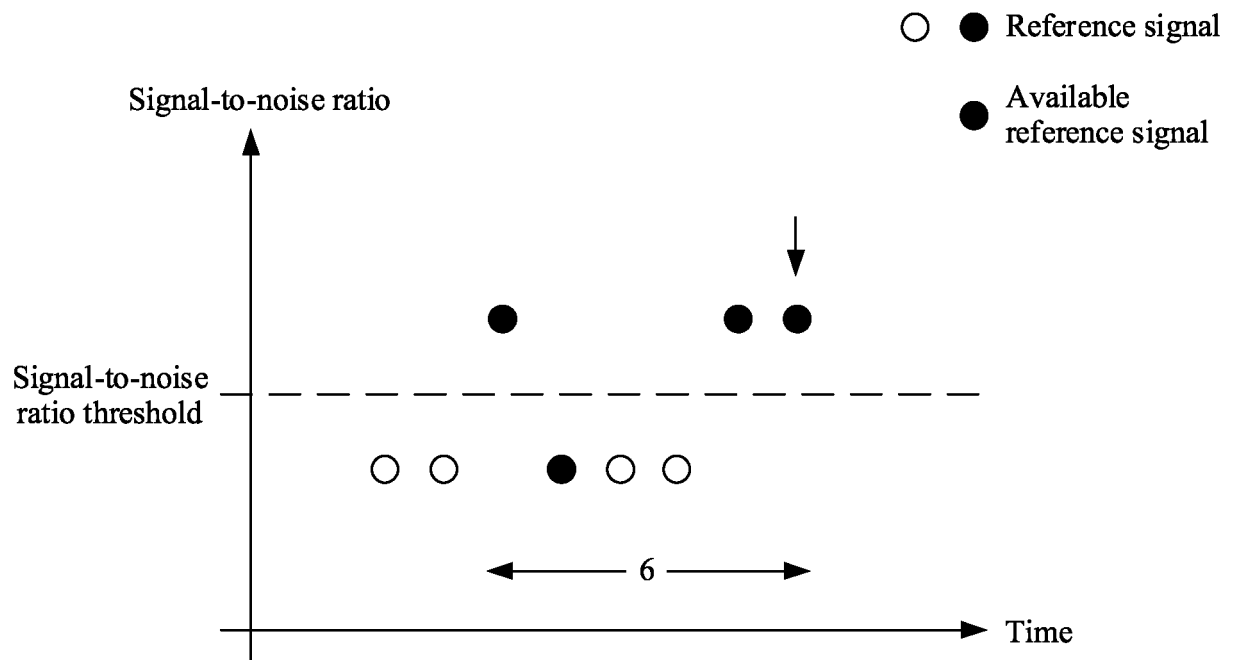 Reference signal
Available
reference signal
Signal-to-noise ratio
Signal-to-noise
ratio threshold
6
Time